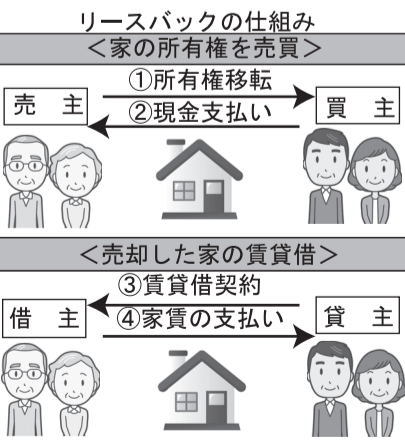 リースバックの仕組み
＜家の所有権を売買＞
①所有権移転
売　主
買　主
②現金支払い
＜売却した家の賃貸借＞
③賃貸借契約
借　主
貸　主
④家賃の支払い